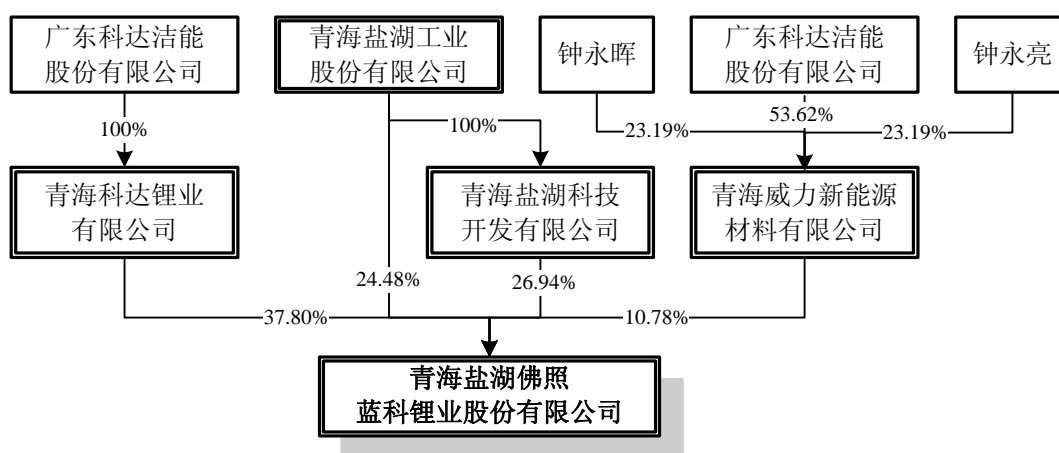 广东科达洁能
股份有限公司
青海盐湖工业
股份有限公司
钟永晖
广东科达洁能
股份有限公司
钟永亮
100%
100%
23.19%
53.62%
23.19%
青海科达锂业
有限公司
青海盐湖科技
开发有限公司
青海威力新能源
材料有限公司
24.48%
26.94%
37.80%
10.78%
青海盐湖佛照
蓝科锂业股份有限公司